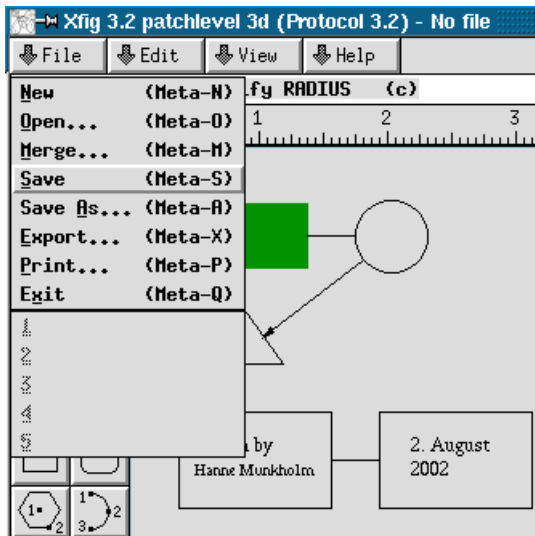 Xfig 3.2 patchlevel 3d (Protocol 3.2) - No file
File Edit View Help
New (Meta-N)
Open... (Meta-O)
Merge... (Meta-M)
Save (Meta-S)
Save As... (Meta-A)
Export... (Meta-X)
Print... (Meta-P)
Exit (Meta-Q)
1
2
3
4
5
RADIUS (c)
1 2 3
by
Hanne Munkholm
2. August
2002
1 2
1 2
3